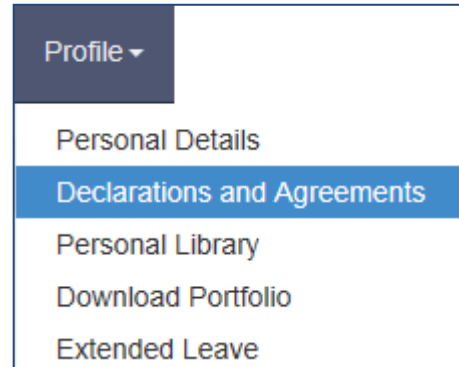 Profile
Personal Details
Declarations and Agreements
Personal Library
Download Portfolio
Extended Leave